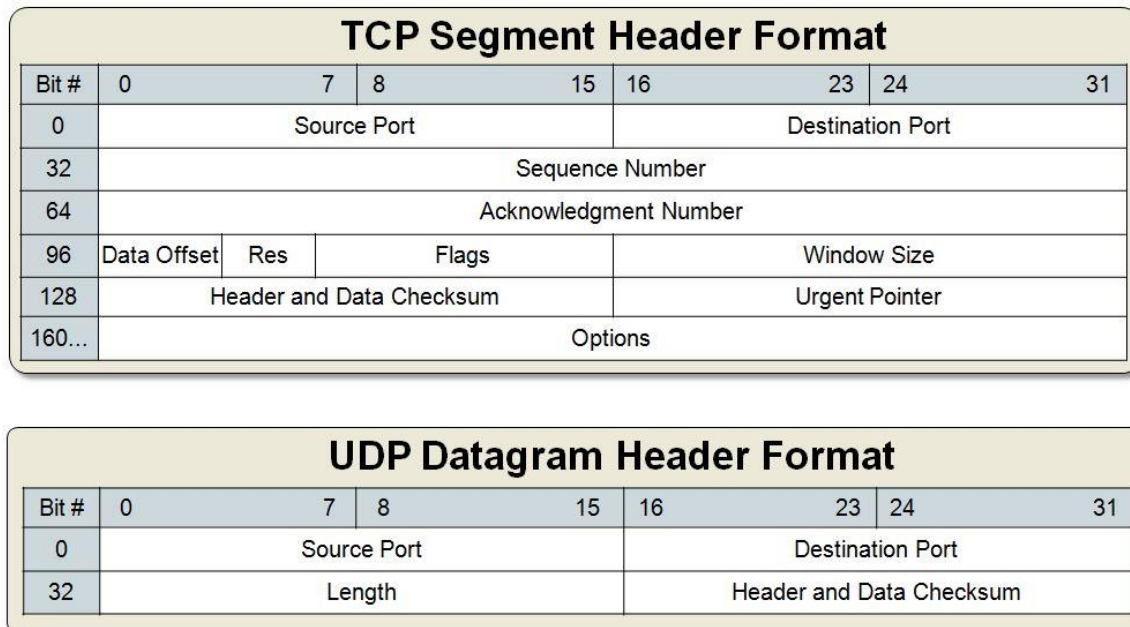 TCP Segment Header Format
Bit # 0 7 8 15 16 23 24 31
0 Source Port Destination Port
32 Sequence Number
64 Acknowledgment Number
96 Data Offset Res Flags Window Size
128 Header and Data Checksum Urgent Pointer
160... Options
UDP Datagram Header Format
Bit # 0 7 8 15 16 23 24 31
0 Source Port Destination Port
32 Length Header and Data Checksum